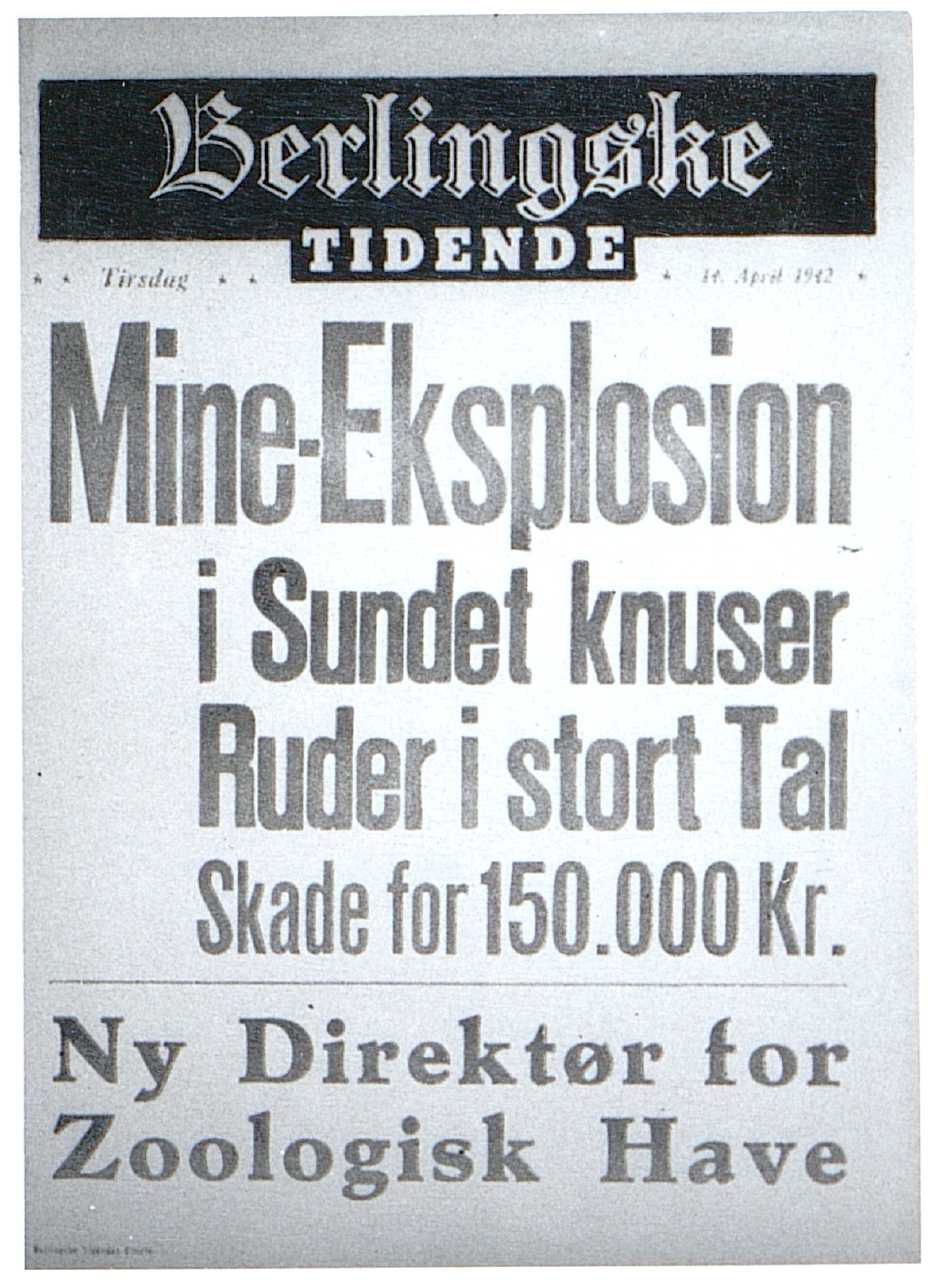 Berlingske
TIDENDE
Tirsdag
14. April 1942
Mine-Eksplosion
i Sundet knuser
Ruder i stort Tal
Skade for 150.000 Kr.
Ny Direktør for
Zoologisk Have